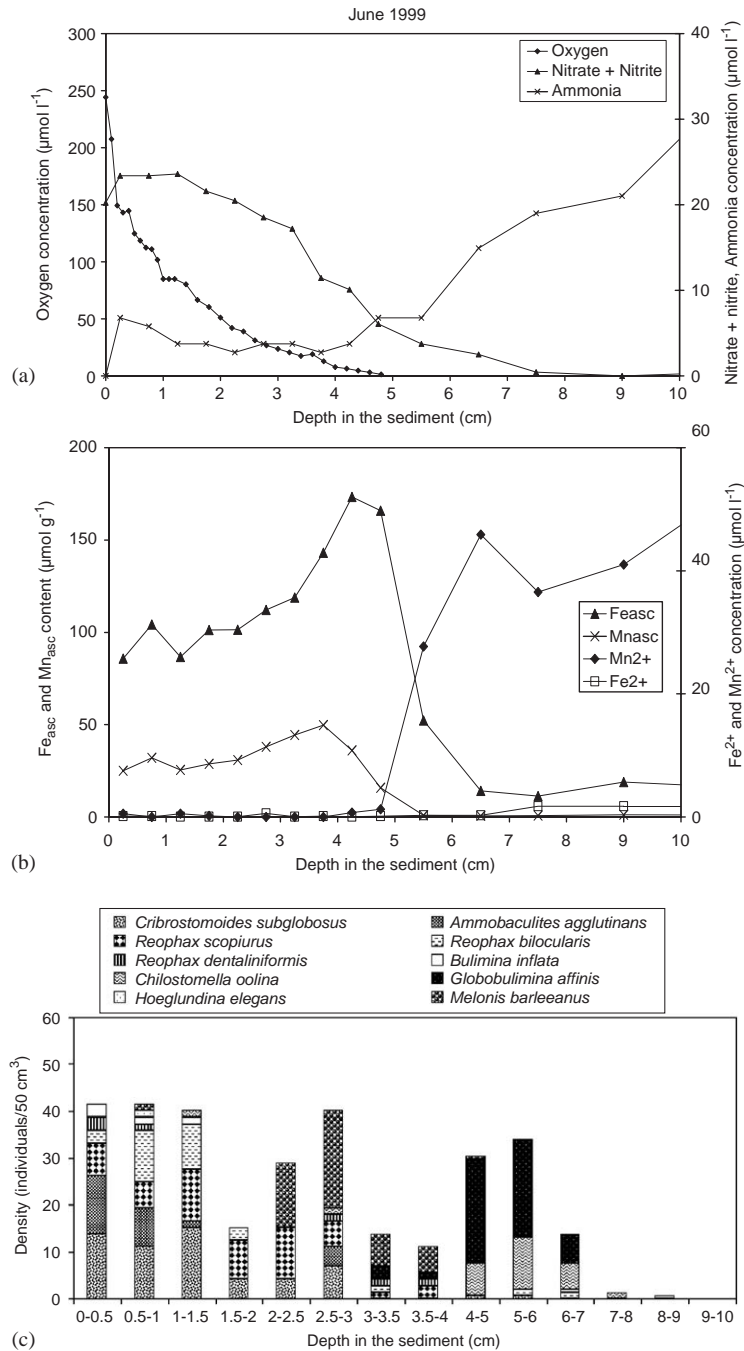 June 1999
300
250
200
150
100
50
0
Oxygen concentration (µmol l⁻¹)
40
30
20
10
0
Nitrate + nitrite, Ammonia concentration (µmol l⁻¹)
Oxygen
Nitrate + Nitrite
Ammonia
0 1 2 3 4 5 6 7 8 9 10
Depth in the sediment (cm)
(a)
200
150
100
50
0
Fe_asc and Mn_asc content (µmol g⁻¹)
60
40
20
0
Fe²⁺ and Mn²⁺ concentration (µmol l⁻¹)
Feasc
Mnasc
Mn2+
Fe2+
0 1 2 3 4 5 6 7 8 9 10
Depth in the sediment (cm)
(b)
Cribrostomoides subglobosus
Reophax scopiurus
Reophax dentaliniformis
Chilostomella oolina
Hoeglundina elegans
Ammobaculites agglutinans
Reophax bilocularis
Bulimina inflata
Globobulimina affinis
Melonis barleeanus
60
50
40
30
20
10
0
Density (individuals/50 cm³)
0-0.5 0.5-1 1-1.5 1.5-2 2-2.5 2.5-3 3-3.5 3.5-4 4-5 5-6 6-7 7-8 8-9 9-10
Depth in the sediment (cm)
(c)